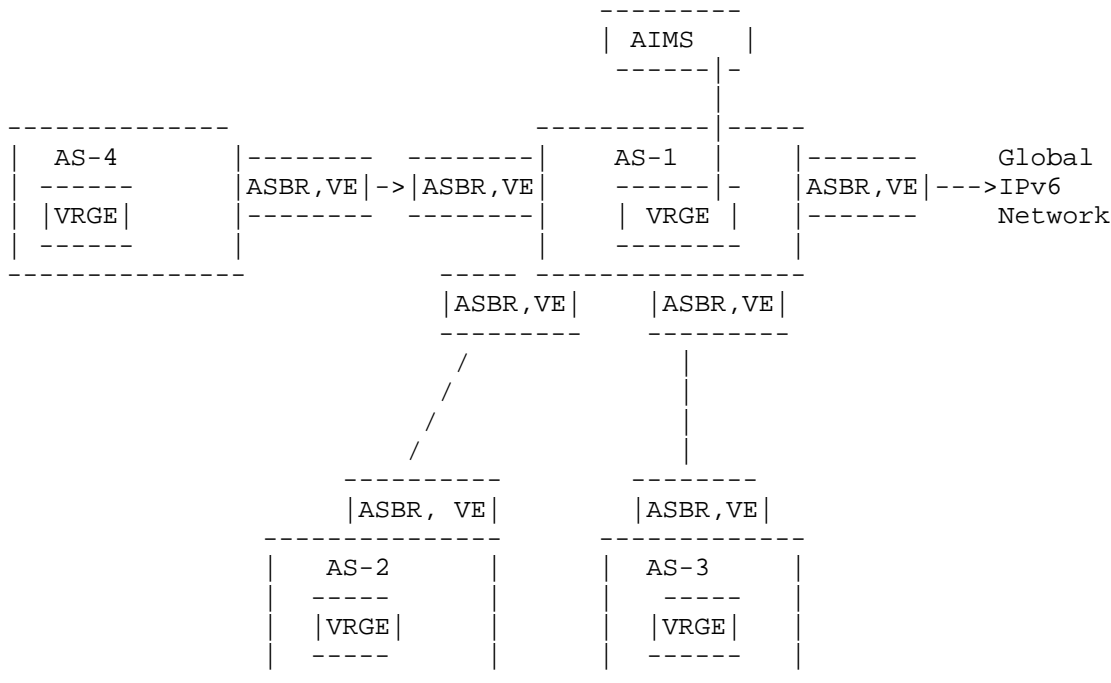 AIMS
AS-4 AS-1 Global
ASBR,VE -> ASBR,VE ASBR,VE --->IPv6
VRGE VRGE Network
ASBR,VE ASBR,VE
ASBR, VE ASBR,VE
AS-2 AS-3
VRGE VRGE